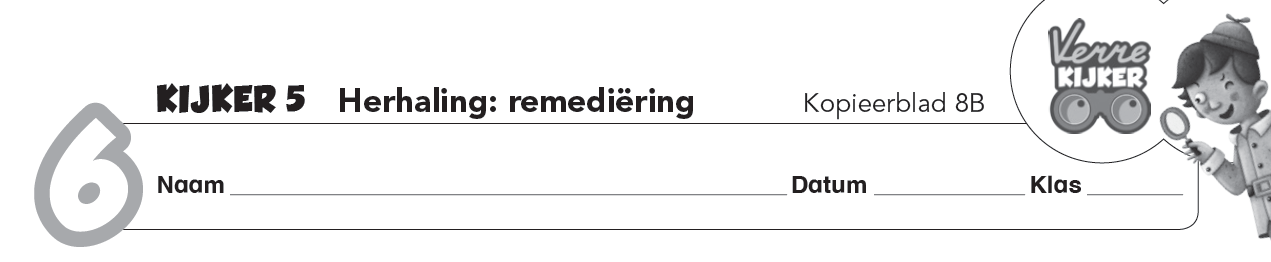 Verre
KIJKER
KIJKER 5 Herhaling: remediëring Kopieerblad 8B
6
Naam Datum Klas